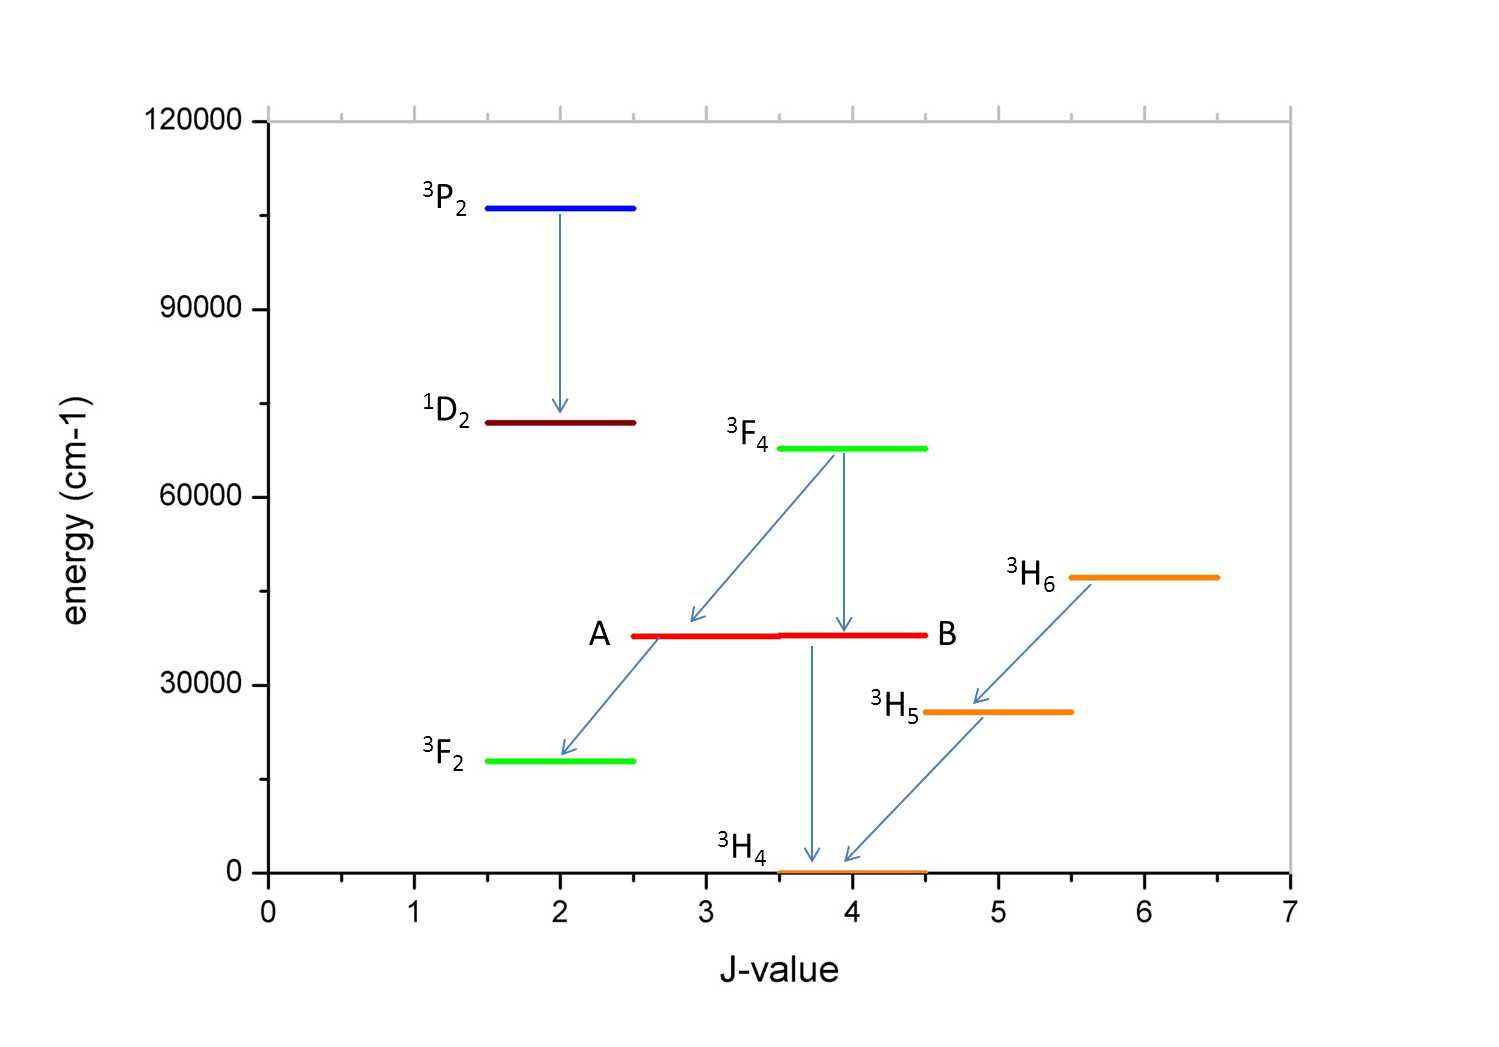 120000
³P₂
90000
¹D₂
³F₄
60000
energy (cm-1)
³H₆
A
B
30000
³H₅
³F₂
³H₄
0
0 1 2 3 4 5 6 7
J-value